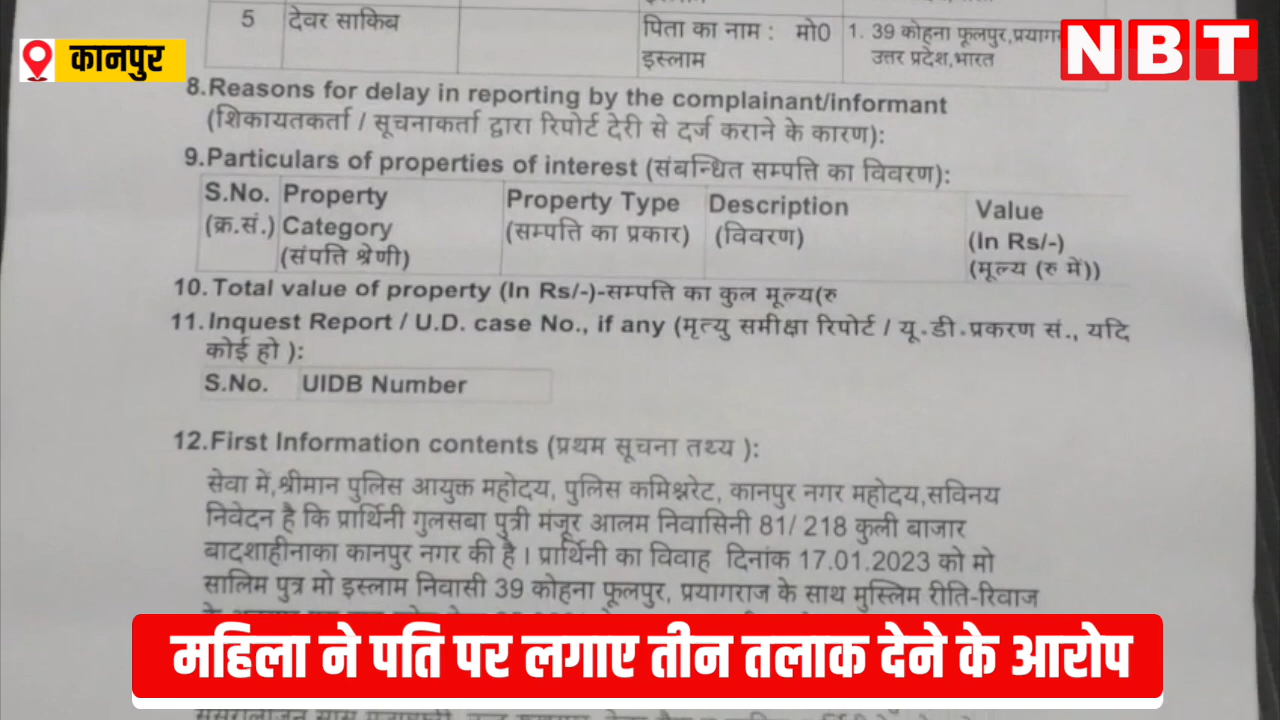 5 देवर साकिब पिता का नाम : मो0 1. 39 कोहना फूलपुर,प्रयाग
इस्लाम उत्तर प्रदेश,भारत
कानपुर
NBT
8.Reasons for delay in reporting by the complainant/informant
(शिकायतकर्ता / सूचनाकर्ता द्वारा रिपोर्ट देरी से दर्ज कराने के कारण):
9.Particulars of properties of interest (संबन्धित सम्पत्ति का विवरण):
S.No. Property Property Type Description Value
(क्र.सं.) Category (सम्पत्ति का प्रकार) (विवरण) (In Rs/-)
(संपत्ति श्रेणी) (मूल्य (रु में))
10.Total value of property (In Rs/-)-सम्पत्ति का कुल मूल्य(रु
11.Inquest Report / U.D. case No., if any (मृत्यु समीक्षा रिपोर्ट / यू.डी.प्रकरण सं., यदि
कोई हो ):
S.No. UIDB Number
12.First Information contents (प्रथम सूचना तथ्य ):
सेवा में,श्रीमान पुलिस आयुक्त महोदय, पुलिस कमिश्नरेट, कानपुर नगर महोदय,सविनय
निवेदन है कि प्रार्थिनी गुलसबा पुत्री मंजूर आलम निवासिनी 81/ 218 कुली बाजार
बादशाहीनाका कानपुर नगर की है । प्रार्थिनी का विवाह दिनांक 17.01.2023 को मो
सालिम पुत्र मो इस्लाम निवासी 39 कोहना फूलपुर, प्रयागराज के साथ मुस्लिम रीति-रिवाज
महिला ने पति पर लगाए तीन तलाक देने के आरोप